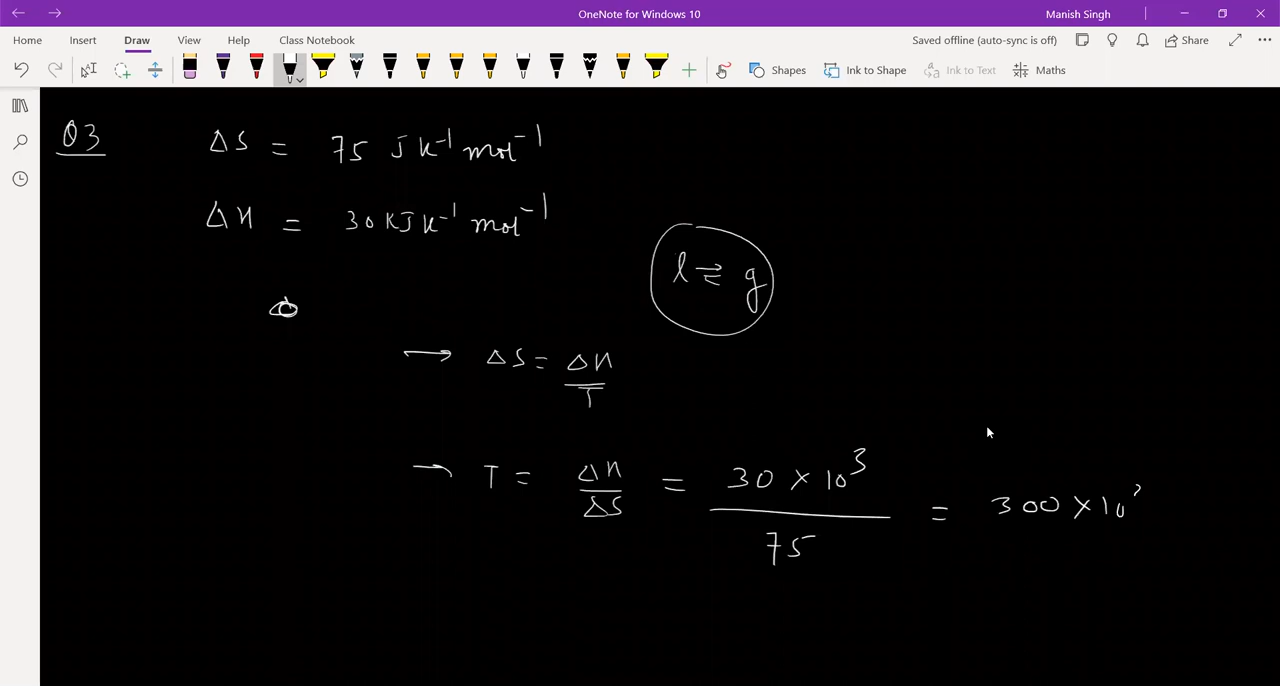 OneNote for Windows 10
Manish Singh
Home Insert Draw View Help Class Notebook
Saved offline (auto-sync is off) Share
Shapes Ink to Shape Ink to Text Maths
Q3 ΔS = 75 J K⁻¹ mol⁻¹
ΔH = 30 KJ K⁻¹ mol⁻¹
l ⇌ g
→ ΔS = ΔH / T
→ T = ΔH / ΔS = 30 × 10³ / 75 = 300 × 10